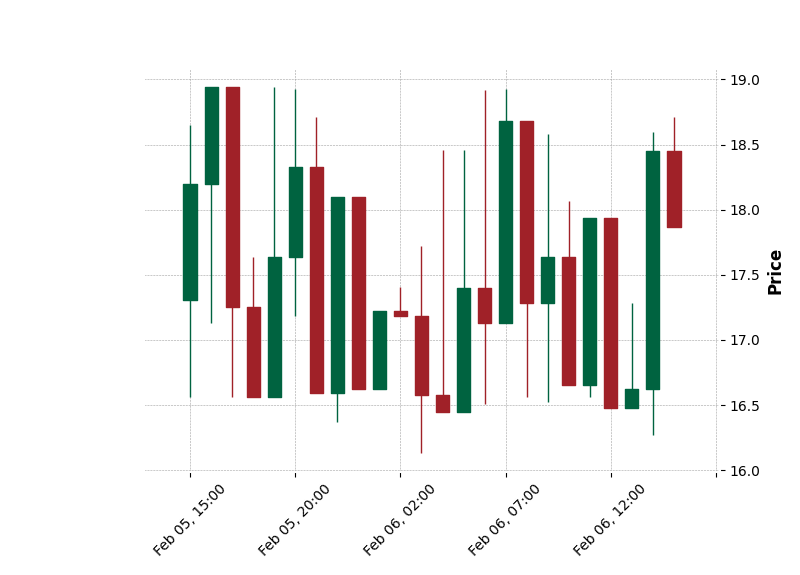 19.0
18.5
18.0
17.5
17.0
16.5
16.0
Price
Feb 05, 15:00
Feb 05, 20:00
Feb 06, 02:00
Feb 06, 07:00
Feb 06, 12:00